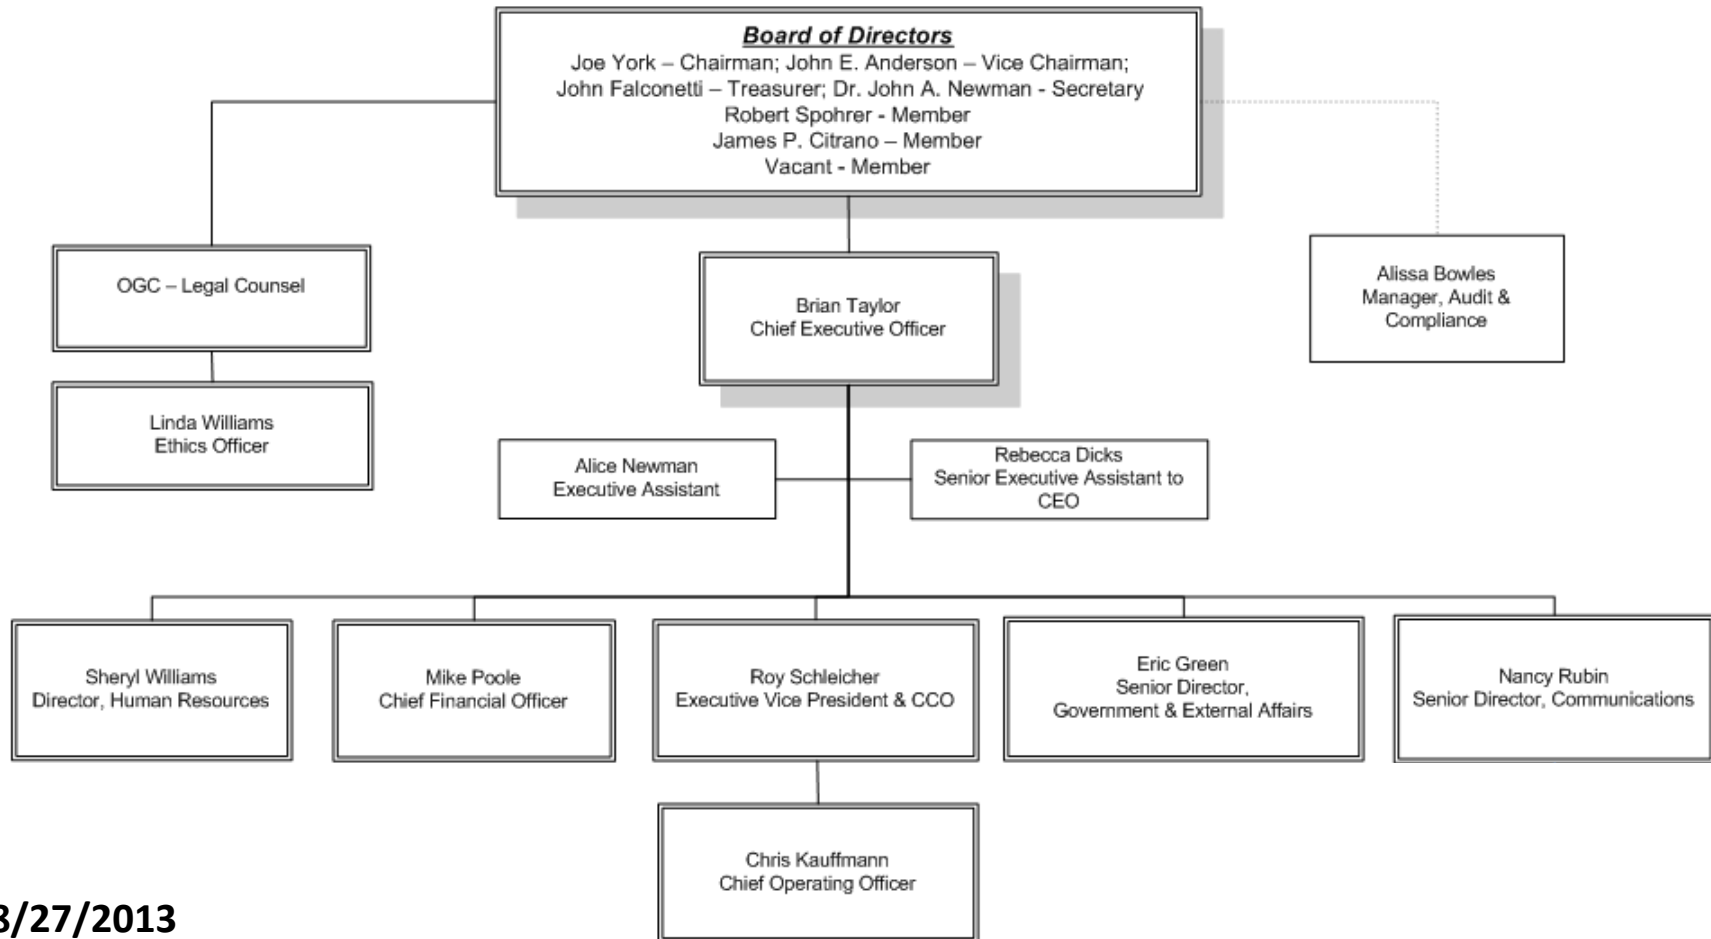 Board of Directors
Joe York – Chairman; John E. Anderson – Vice Chairman;
John Falconetti – Treasurer; Dr. John A. Newman - Secretary
Robert Spohrer - Member
James P. Citrano – Member
Vacant - Member
OGC – Legal Counsel
Brian Taylor
Chief Executive Officer
Alissa Bowles
Manager, Audit &
Compliance
Linda Williams
Ethics Officer
Alice Newman
Executive Assistant
Rebecca Dicks
Senior Executive Assistant to
CEO
Sheryl Williams
Director, Human Resources
Mike Poole
Chief Financial Officer
Roy Schleicher
Executive Vice President & CCO
Eric Green
Senior Director,
Government & External Affairs
Nancy Rubin
Senior Director, Communications
Chris Kauffmann
Chief Operating Officer
8/27/2013